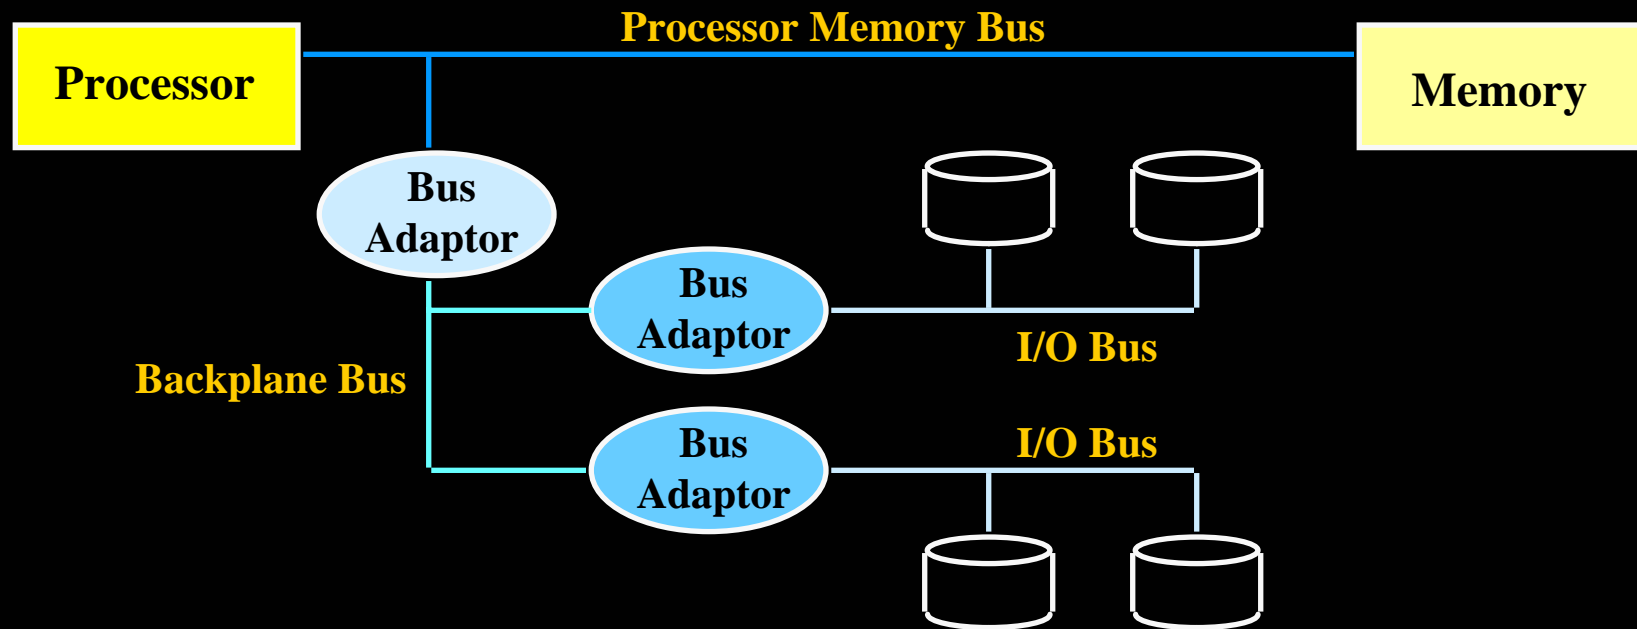 Processor Memory Bus
Processor
Memory
Bus
Adaptor
Bus
Adaptor
I/O Bus
Backplane Bus
Bus
Adaptor
I/O Bus